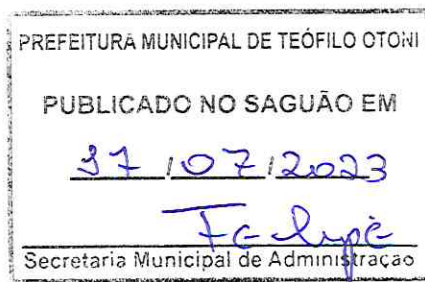 PREFEITURA MUNICIPAL DE TEÓFILO OTONI
PUBLICADO NO SAGUÃO EM
17 / 07 / 2023
Felipe
Secretaria Municipal de Administração